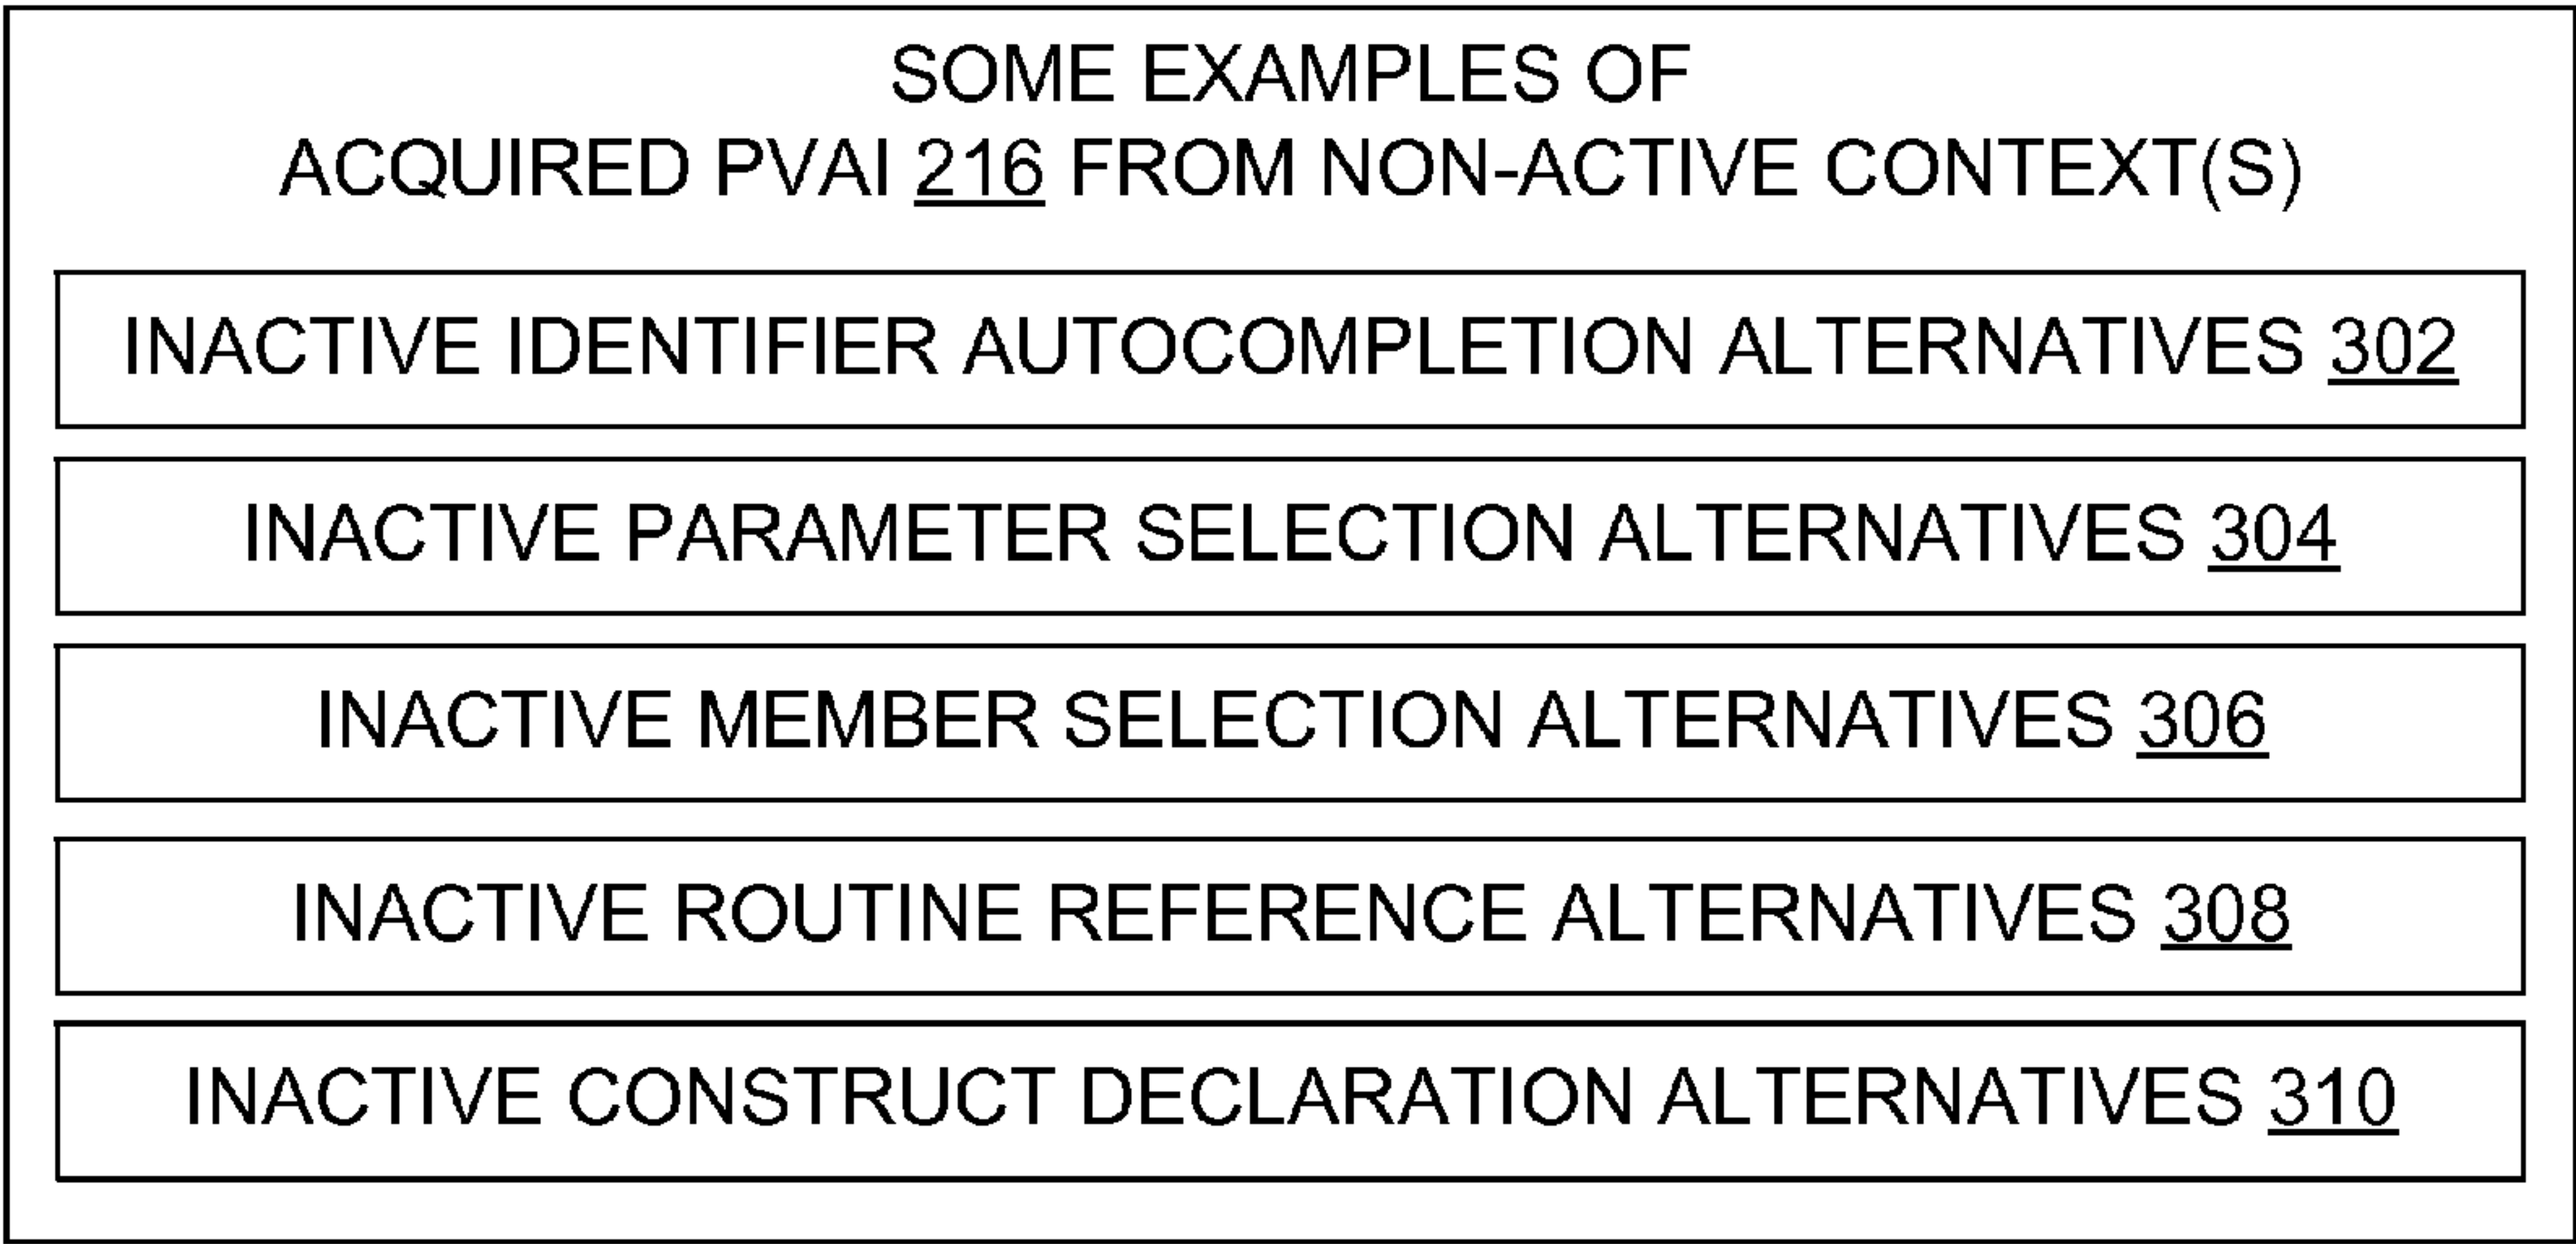 SOME EXAMPLES OF
ACQUIRED PVAI 216 FROM NON-ACTIVE CONTEXT(S)
INACTIVE IDENTIFIER AUTOCOMPLETION ALTERNATIVES 302
INACTIVE PARAMETER SELECTION ALTERNATIVES 304
INACTIVE MEMBER SELECTION ALTERNATIVES 306
INACTIVE ROUTINE REFERENCE ALTERNATIVES 308
INACTIVE CONSTRUCT DECLARATION ALTERNATIVES 310